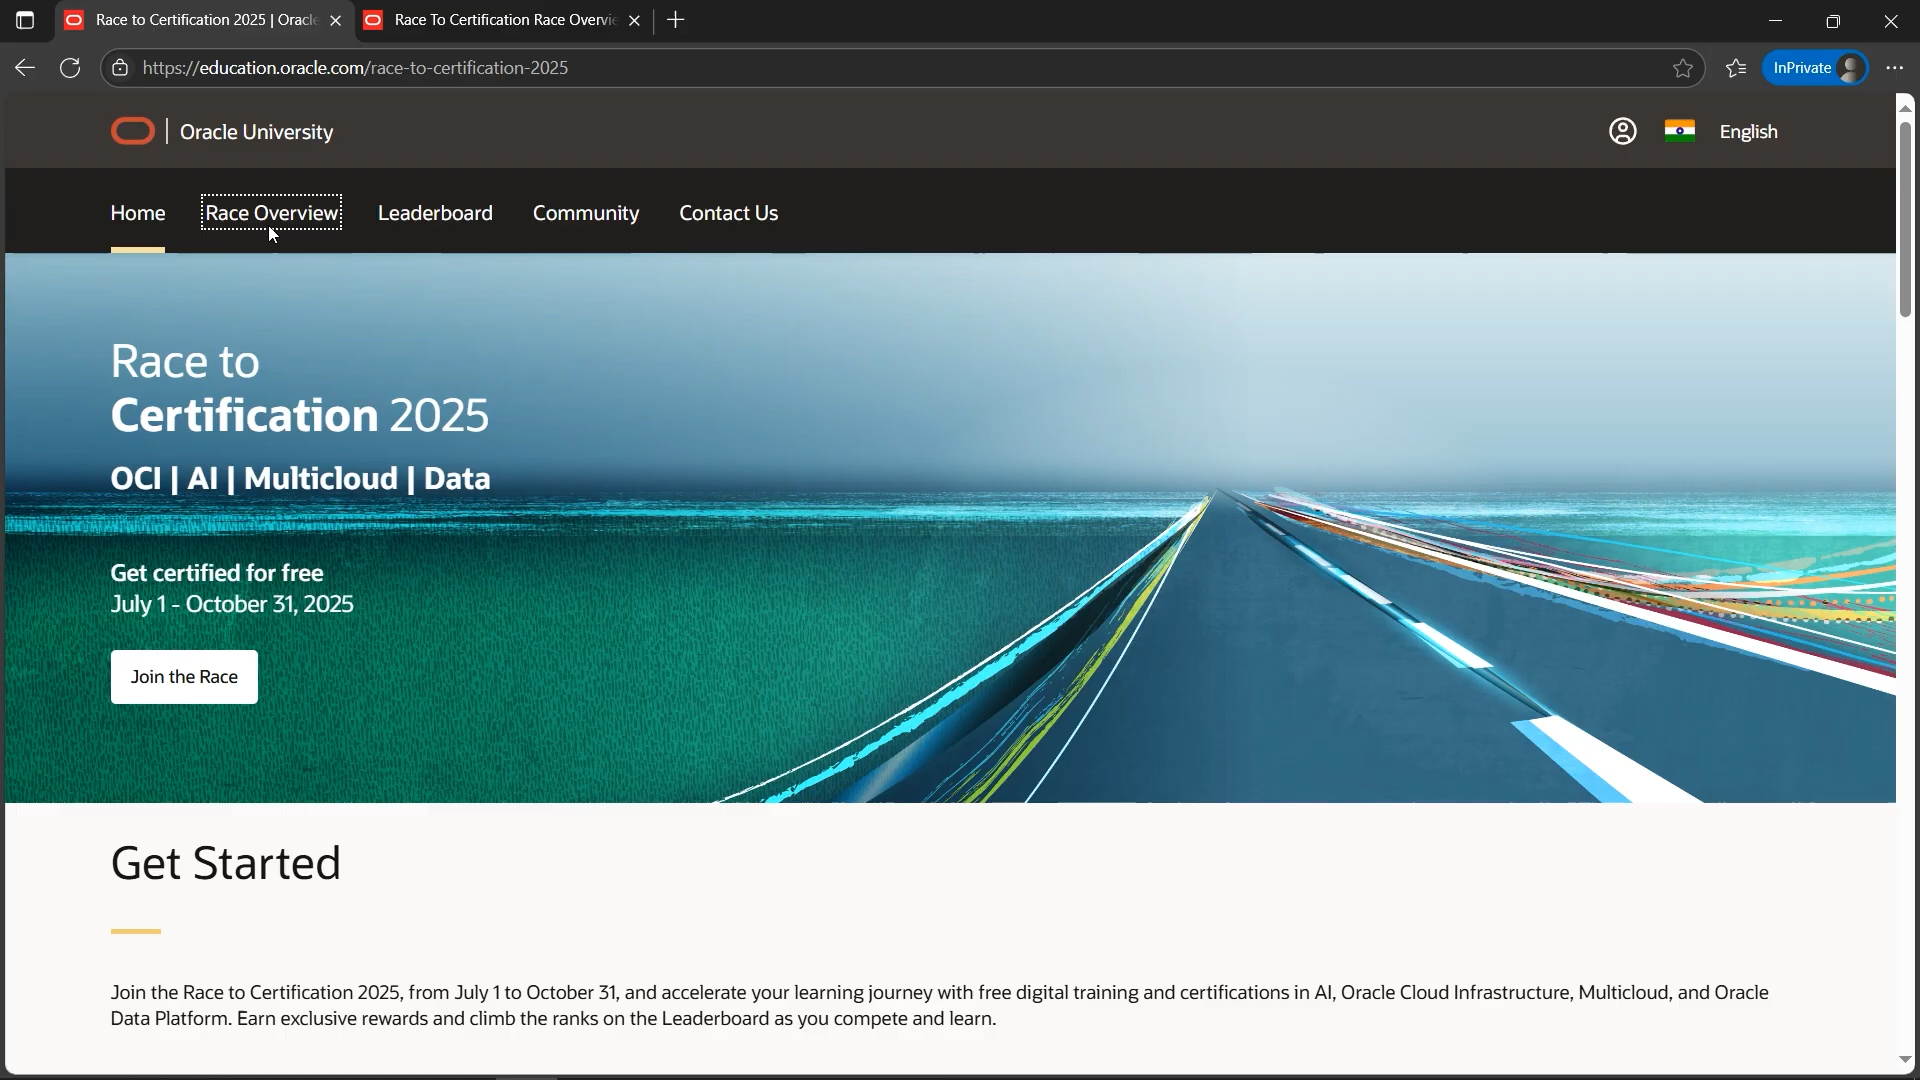 Race to Certification 2025 | Oracle
Race To Certification Race Overvie
https://education.oracle.com/race-to-certification-2025
InPrivate
Oracle University
English
Home
Race Overview
Leaderboard
Community
Contact Us
Race to
Certification 2025
OCI | AI | Multicloud | Data
Get certified for free
July 1 - October 31, 2025
Join the Race
Get Started
Join the Race to Certification 2025, from July 1 to October 31, and accelerate your learning journey with free digital training and certifications in AI, Oracle Cloud Infrastructure, Multicloud, and Oracle
Data Platform. Earn exclusive rewards and climb the ranks on the Leaderboard as you compete and learn.